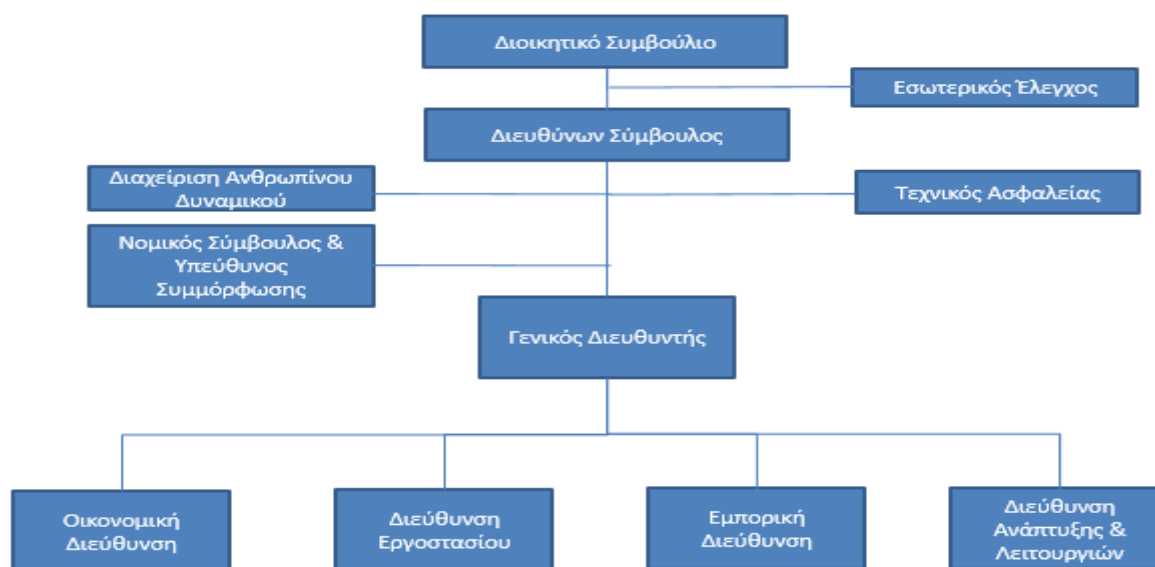 Διοικητικό Συμβούλιο
Εσωτερικός Έλεγχος
Διευθύνων Σύμβουλος
Διαχείριση Ανθρωπίνου
Δυναμικού
Τεχνικός Ασφαλείας
Νομικός Σύμβουλος &
Υπεύθυνος
Συμμόρφωσης
Γενικός Διευθυντής
Οικονομική
Διεύθυνση
Διεύθυνση
Εργοστασίου
Εμπορική
Διεύθυνση
Διεύθυνση
Ανάπτυξης &
Λειτουργιών